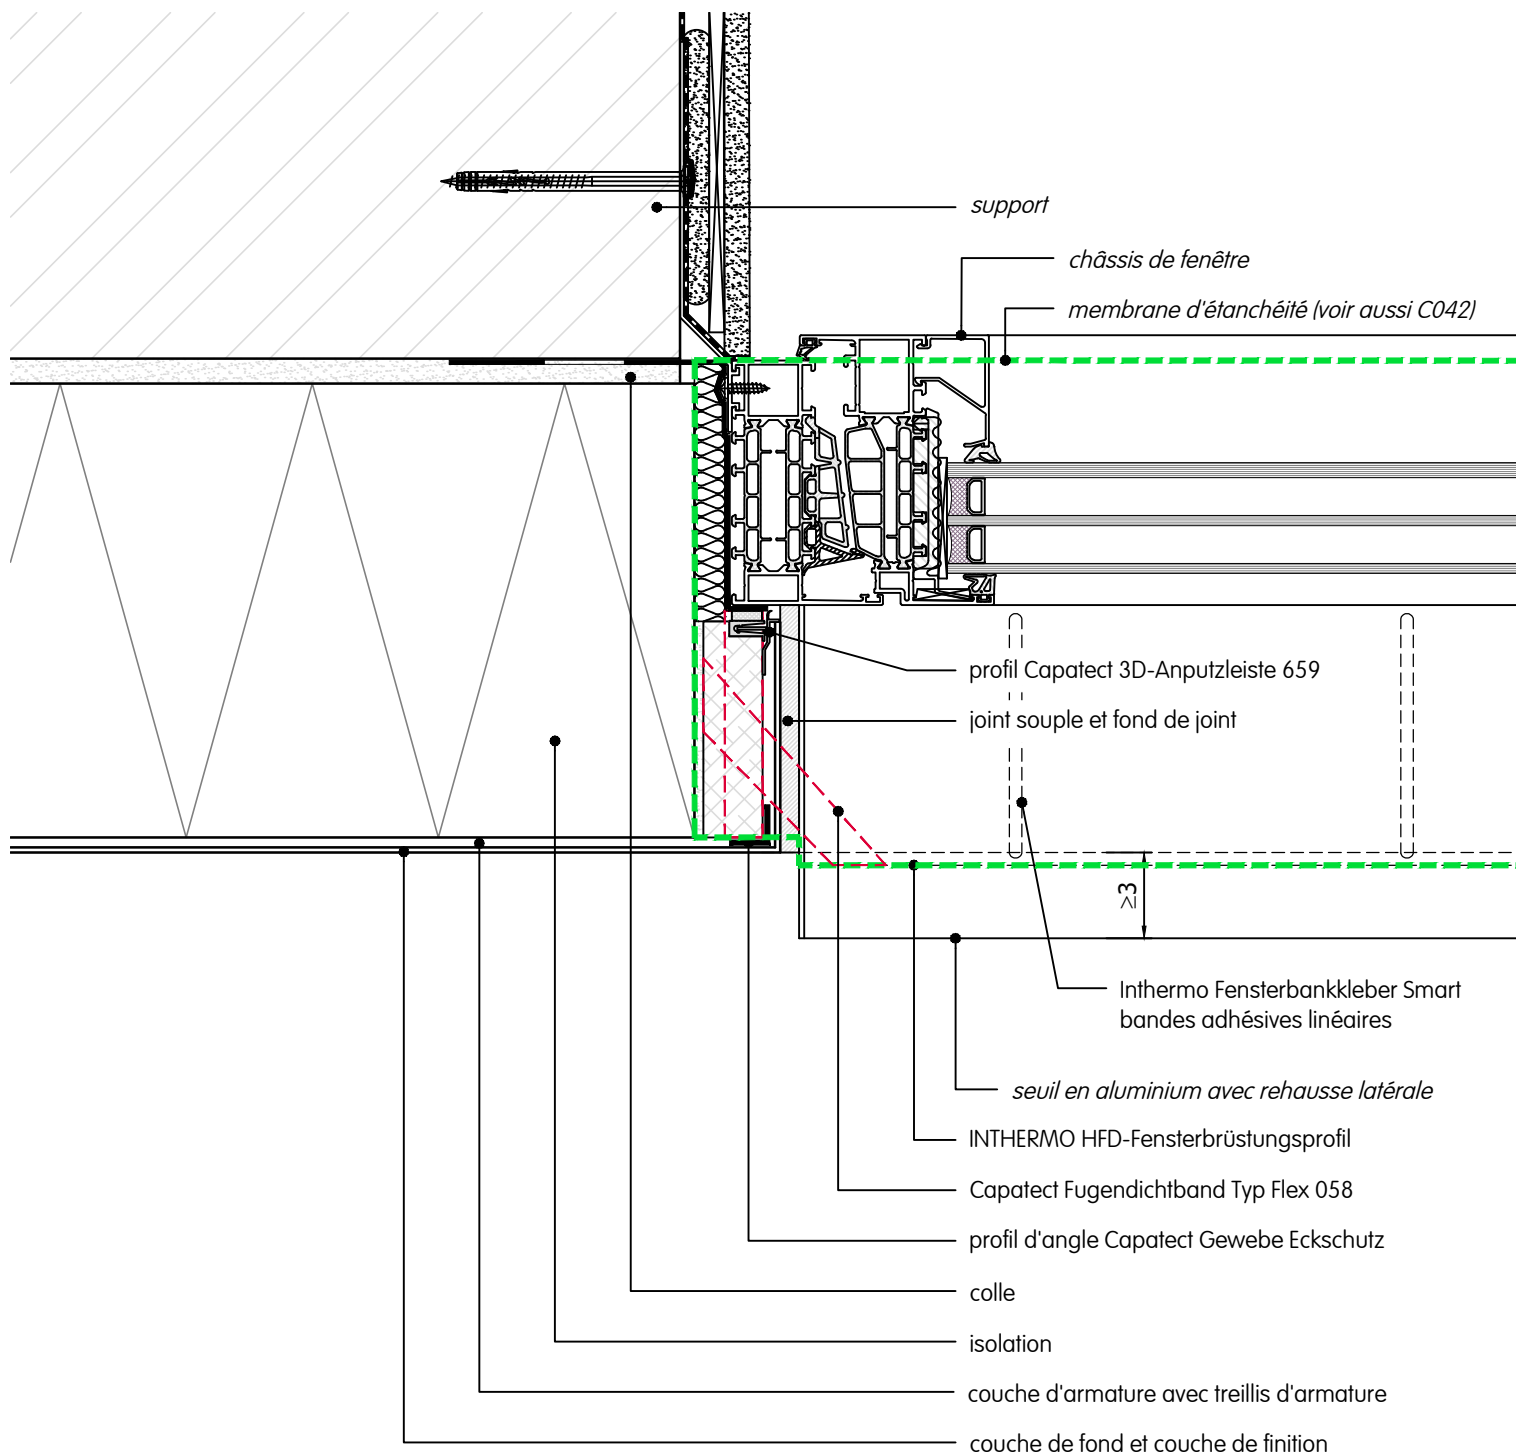 support
châssis de fenêtre
membrane d'étanchéité (voir aussi C042)
profil Capatect 3D-Anputzleiste 659
joint souple et fond de joint
≥3
Inthermo Fensterbankkleber Smart
bandes adhésives linéaires
seuil en aluminium avec rehausse latérale
INTHERMO HFD-Fensterbrüstungsprofil
Capatect Fugendichtband Typ Flex 058
profil d'angle Capatect Gewebe Eckschutz
colle
isolation
couche d'armature avec treillis d'armature
couche de fond et couche de finition